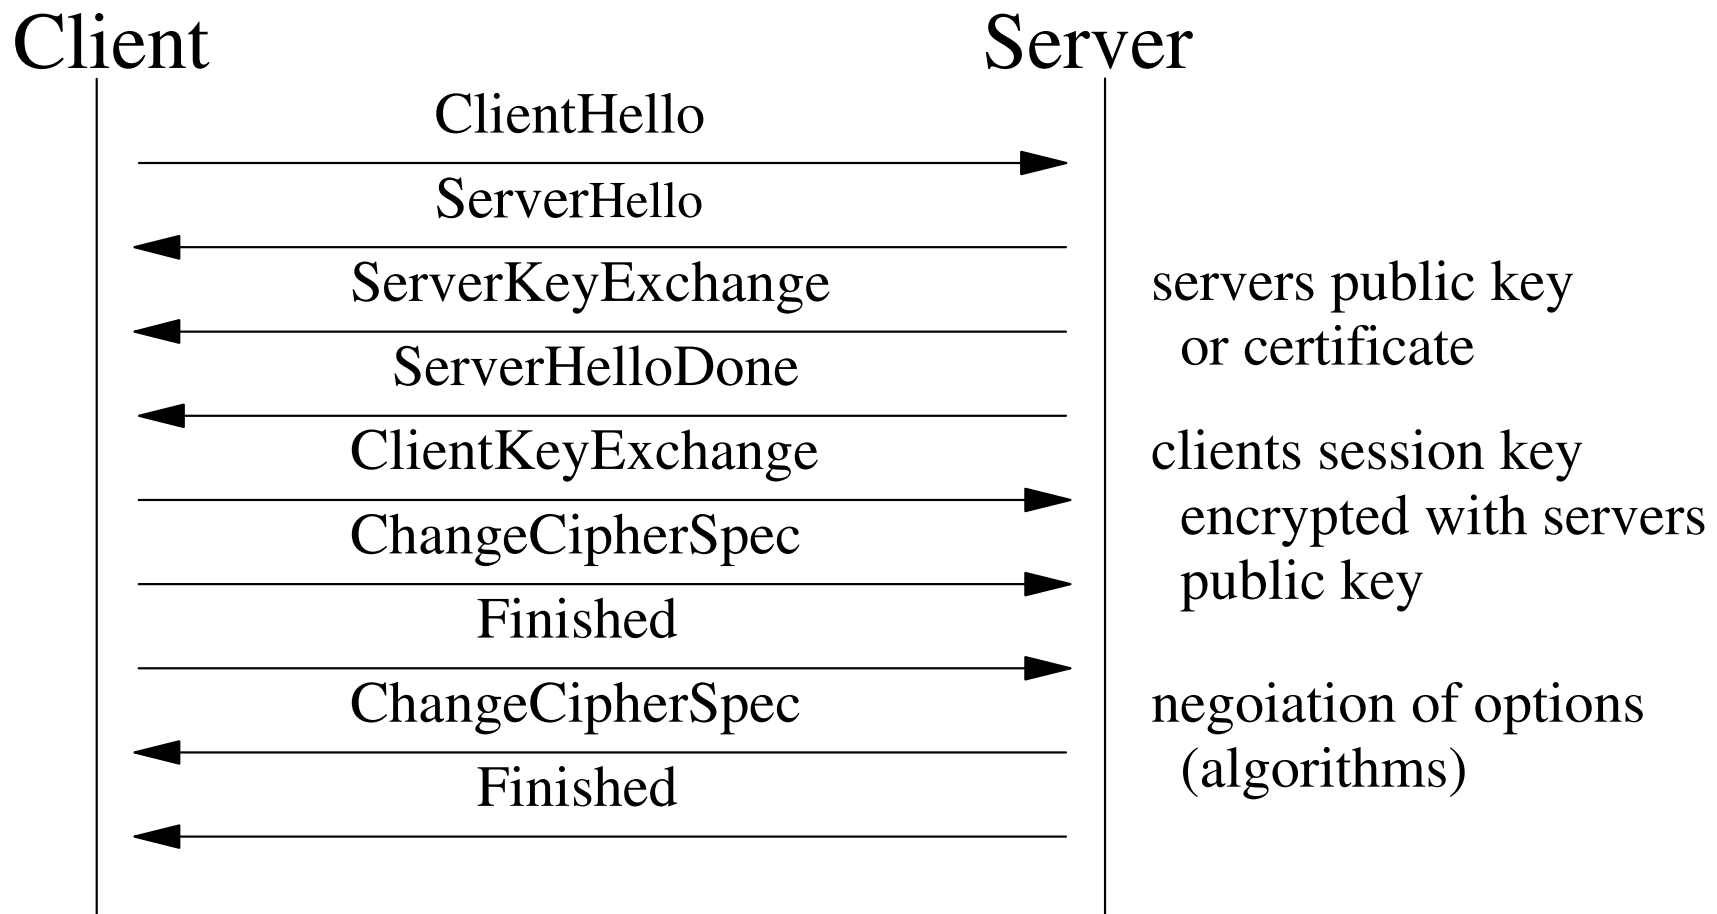 Client Server
ClientHello
ServerHello
ServerKeyExchange servers public key
or certificate
ServerHelloDone
ClientKeyExchange clients session key
encrypted with servers
ChangeCipherSpec
public key
Finished
ChangeCipherSpec negoiation of options
(algorithms)
Finished